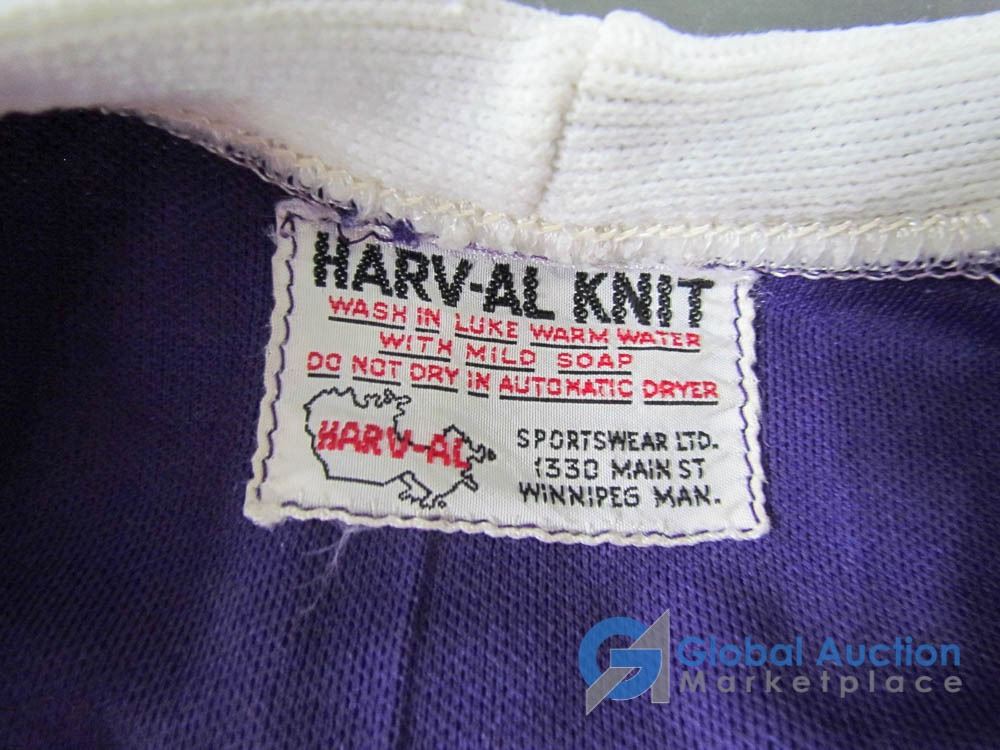 HARV-AL KNIT
WASH IN LUKE WARM WATER
WITH MILD SOAP
DO NOT DRY IN AUTOMATIC DRYER
HARV-AL
SPORTSWEAR LTD.
1330 MAIN ST
WINNIPEG MAN.
Global Auction
Marketplace